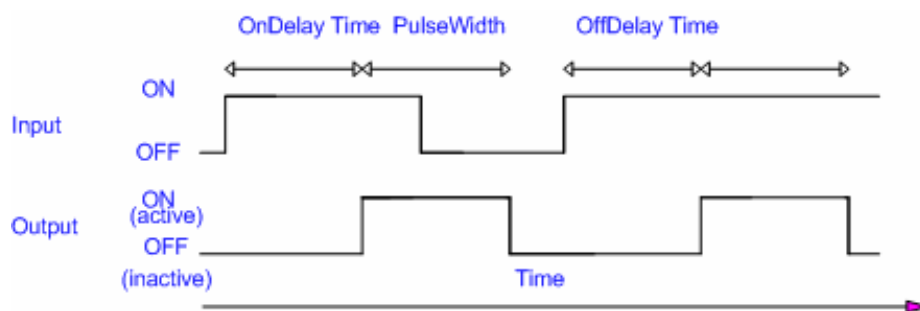 OnDelay Time PulseWidth OffDelay Time
ON
Input
OFF
ON
(active)
Output
OFF
(inactive) Time